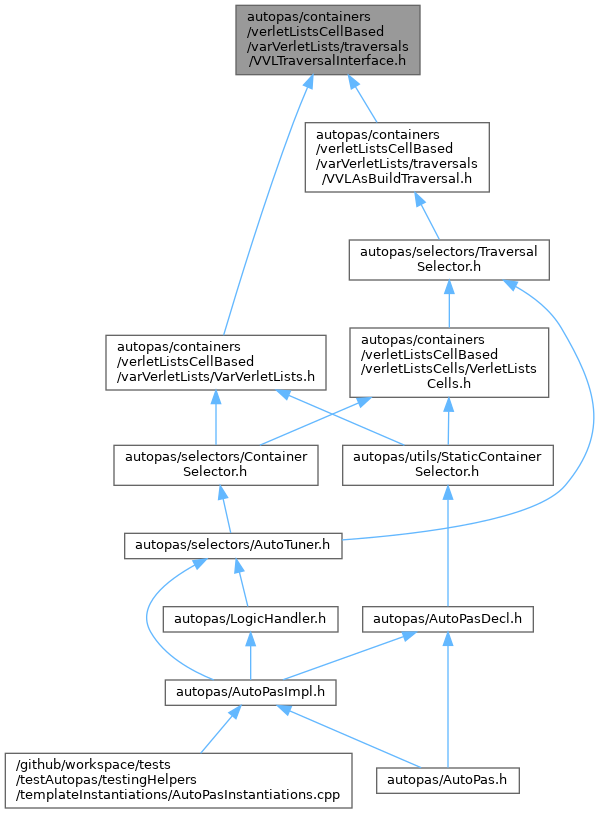 autopas/containers
/verletListsCellBased
/varVerletLists/traversals
/VVLTraversalInterface.h
autopas/containers
/verletListsCellBased
/varVerletLists/traversals
/VVLAsBuildTraversal.h
autopas/selectors/Traversal
Selector.h
autopas/containers
/verletListsCellBased
/varVerletLists/VarVerletLists.h
autopas/containers
/verletListsCellBased
/verletListsCells/VerletLists
Cells.h
autopas/selectors/Container
Selector.h
autopas/utils/StaticContainer
Selector.h
autopas/selectors/AutoTuner.h
autopas/LogicHandler.h
autopas/AutoPasDecl.h
autopas/AutoPasImpl.h
/github/workspace/tests
/testAutopas/testingHelpers
/templateInstantiations/AutoPasInstantiations.cpp
autopas/AutoPas.h